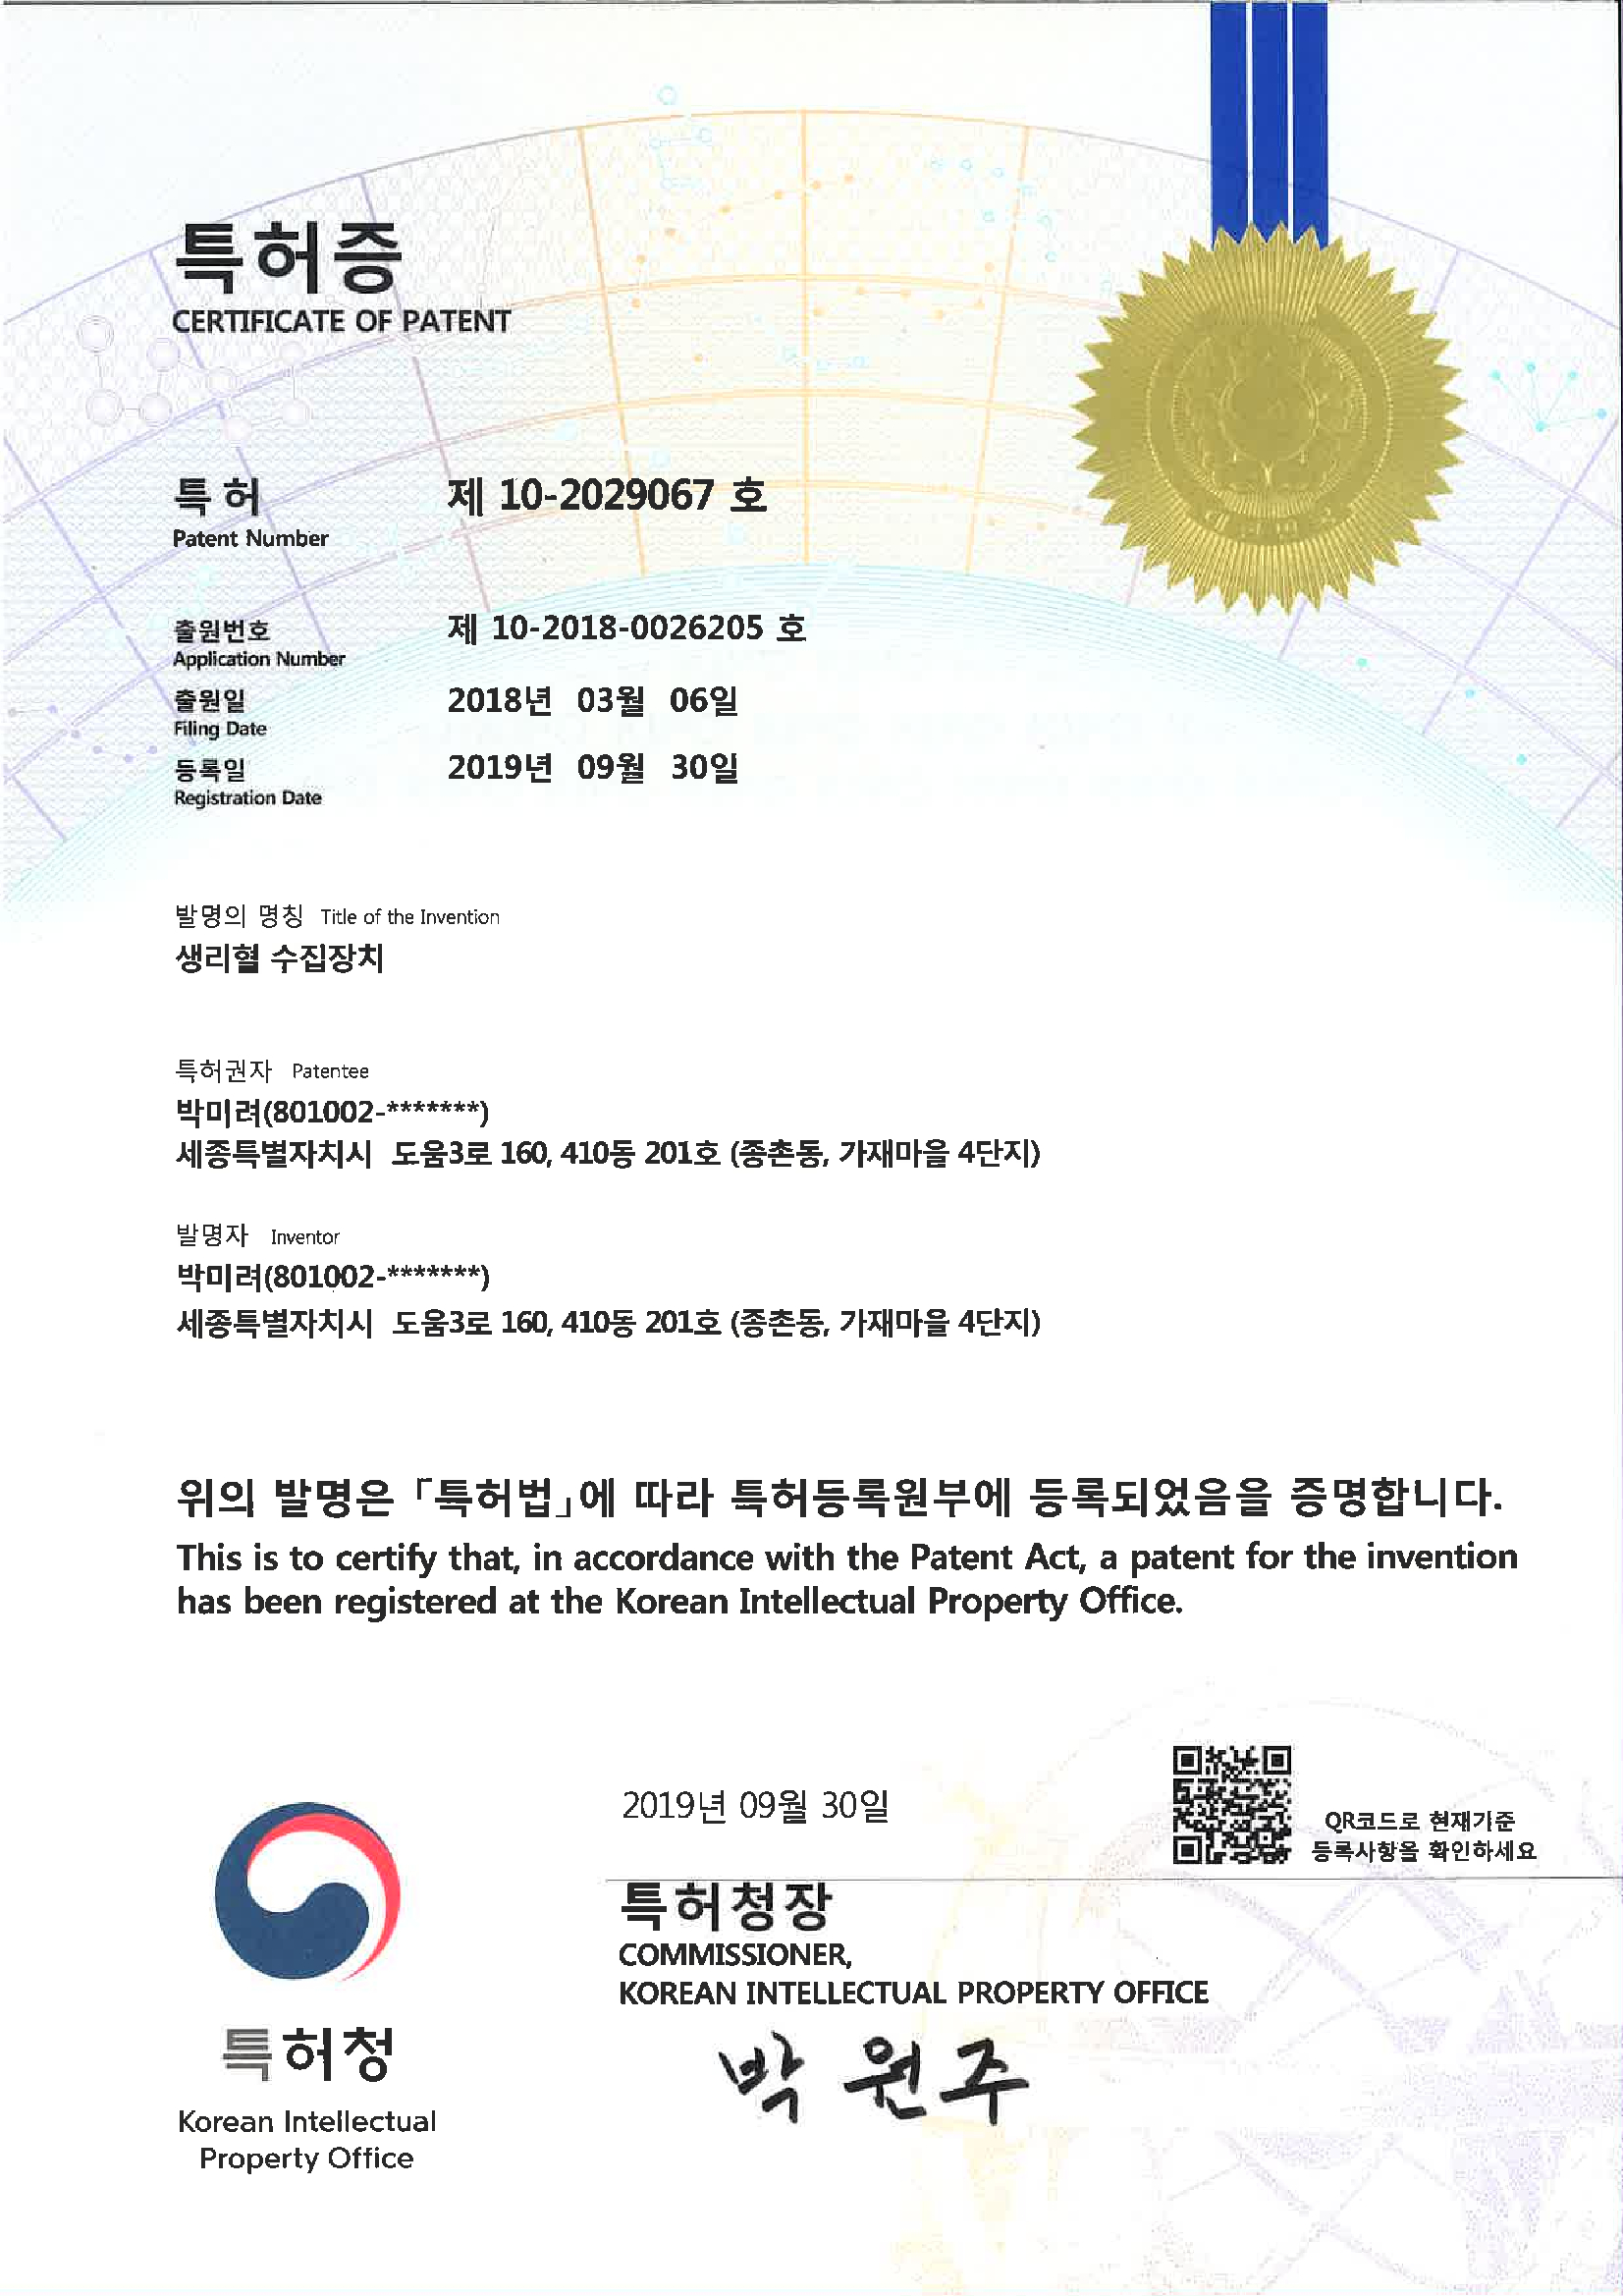 특허증
CERTIFICATE OF PATENT
특 허 제 10-2029067 호
Patent Number
출원번호 제 10-2018-0026205 호
Application Number
출원일 2018년 03월 06일
Filing Date
등록일 2019년 09월 30일
Registration Date
발명의 명칭 Title of the Invention
생리혈 수집장치
특허권자 Patentee
박미려(801002-*******)
세종특별자치시 도움3로 160, 410동 201호 (종촌동, 가재마을 4단지)
발명자 Inventor
박미려(801002-*******)
세종특별자치시 도움3로 160, 410동 201호 (종촌동, 가재마을 4단지)
위의 발명은 「특허법」에 따라 특허등록원부에 등록되었음을 증명합니다.
This is to certify that, in accordance with the Patent Act, a patent for the invention
has been registered at the Korean Intellectual Property Office.
2019년 09월 30일
QR코드로 현재기준
등록사항을 확인하세요
특허청장
COMMISSIONER,
KOREAN INTELLECTUAL PROPERTY OFFICE
박 원 주
특허청
Korean Intellectual
Property Office